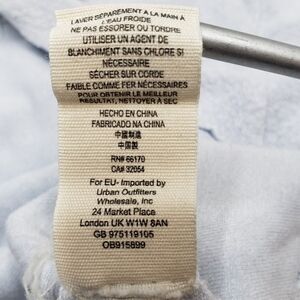 LAVER SÉPARÉMENT À LA MAIN À
L'EAU FROIDE
NE PAS ESSORER OU TORDRE
UTILISER UN AGENT DE
BLANCHIMENT SANS CHLORE SI
NÉCESSAIRE
SÉCHER SUR CORDE
FAIBLE COMME FER NÉCESSAIRES
POUR OBTENIR LE MEILLEUR
RÉSULTAT, NETTOYER À SEC
HECHO EN CHINA
FABRICADO NA CHINA
中國制造
中国製
RN# 66170
CA# 32054
For EU- Imported by
Urban Outfitters
Wholesale, Inc
24 Market Place
London UK W1W 8AN
GB 975119105
OB915899